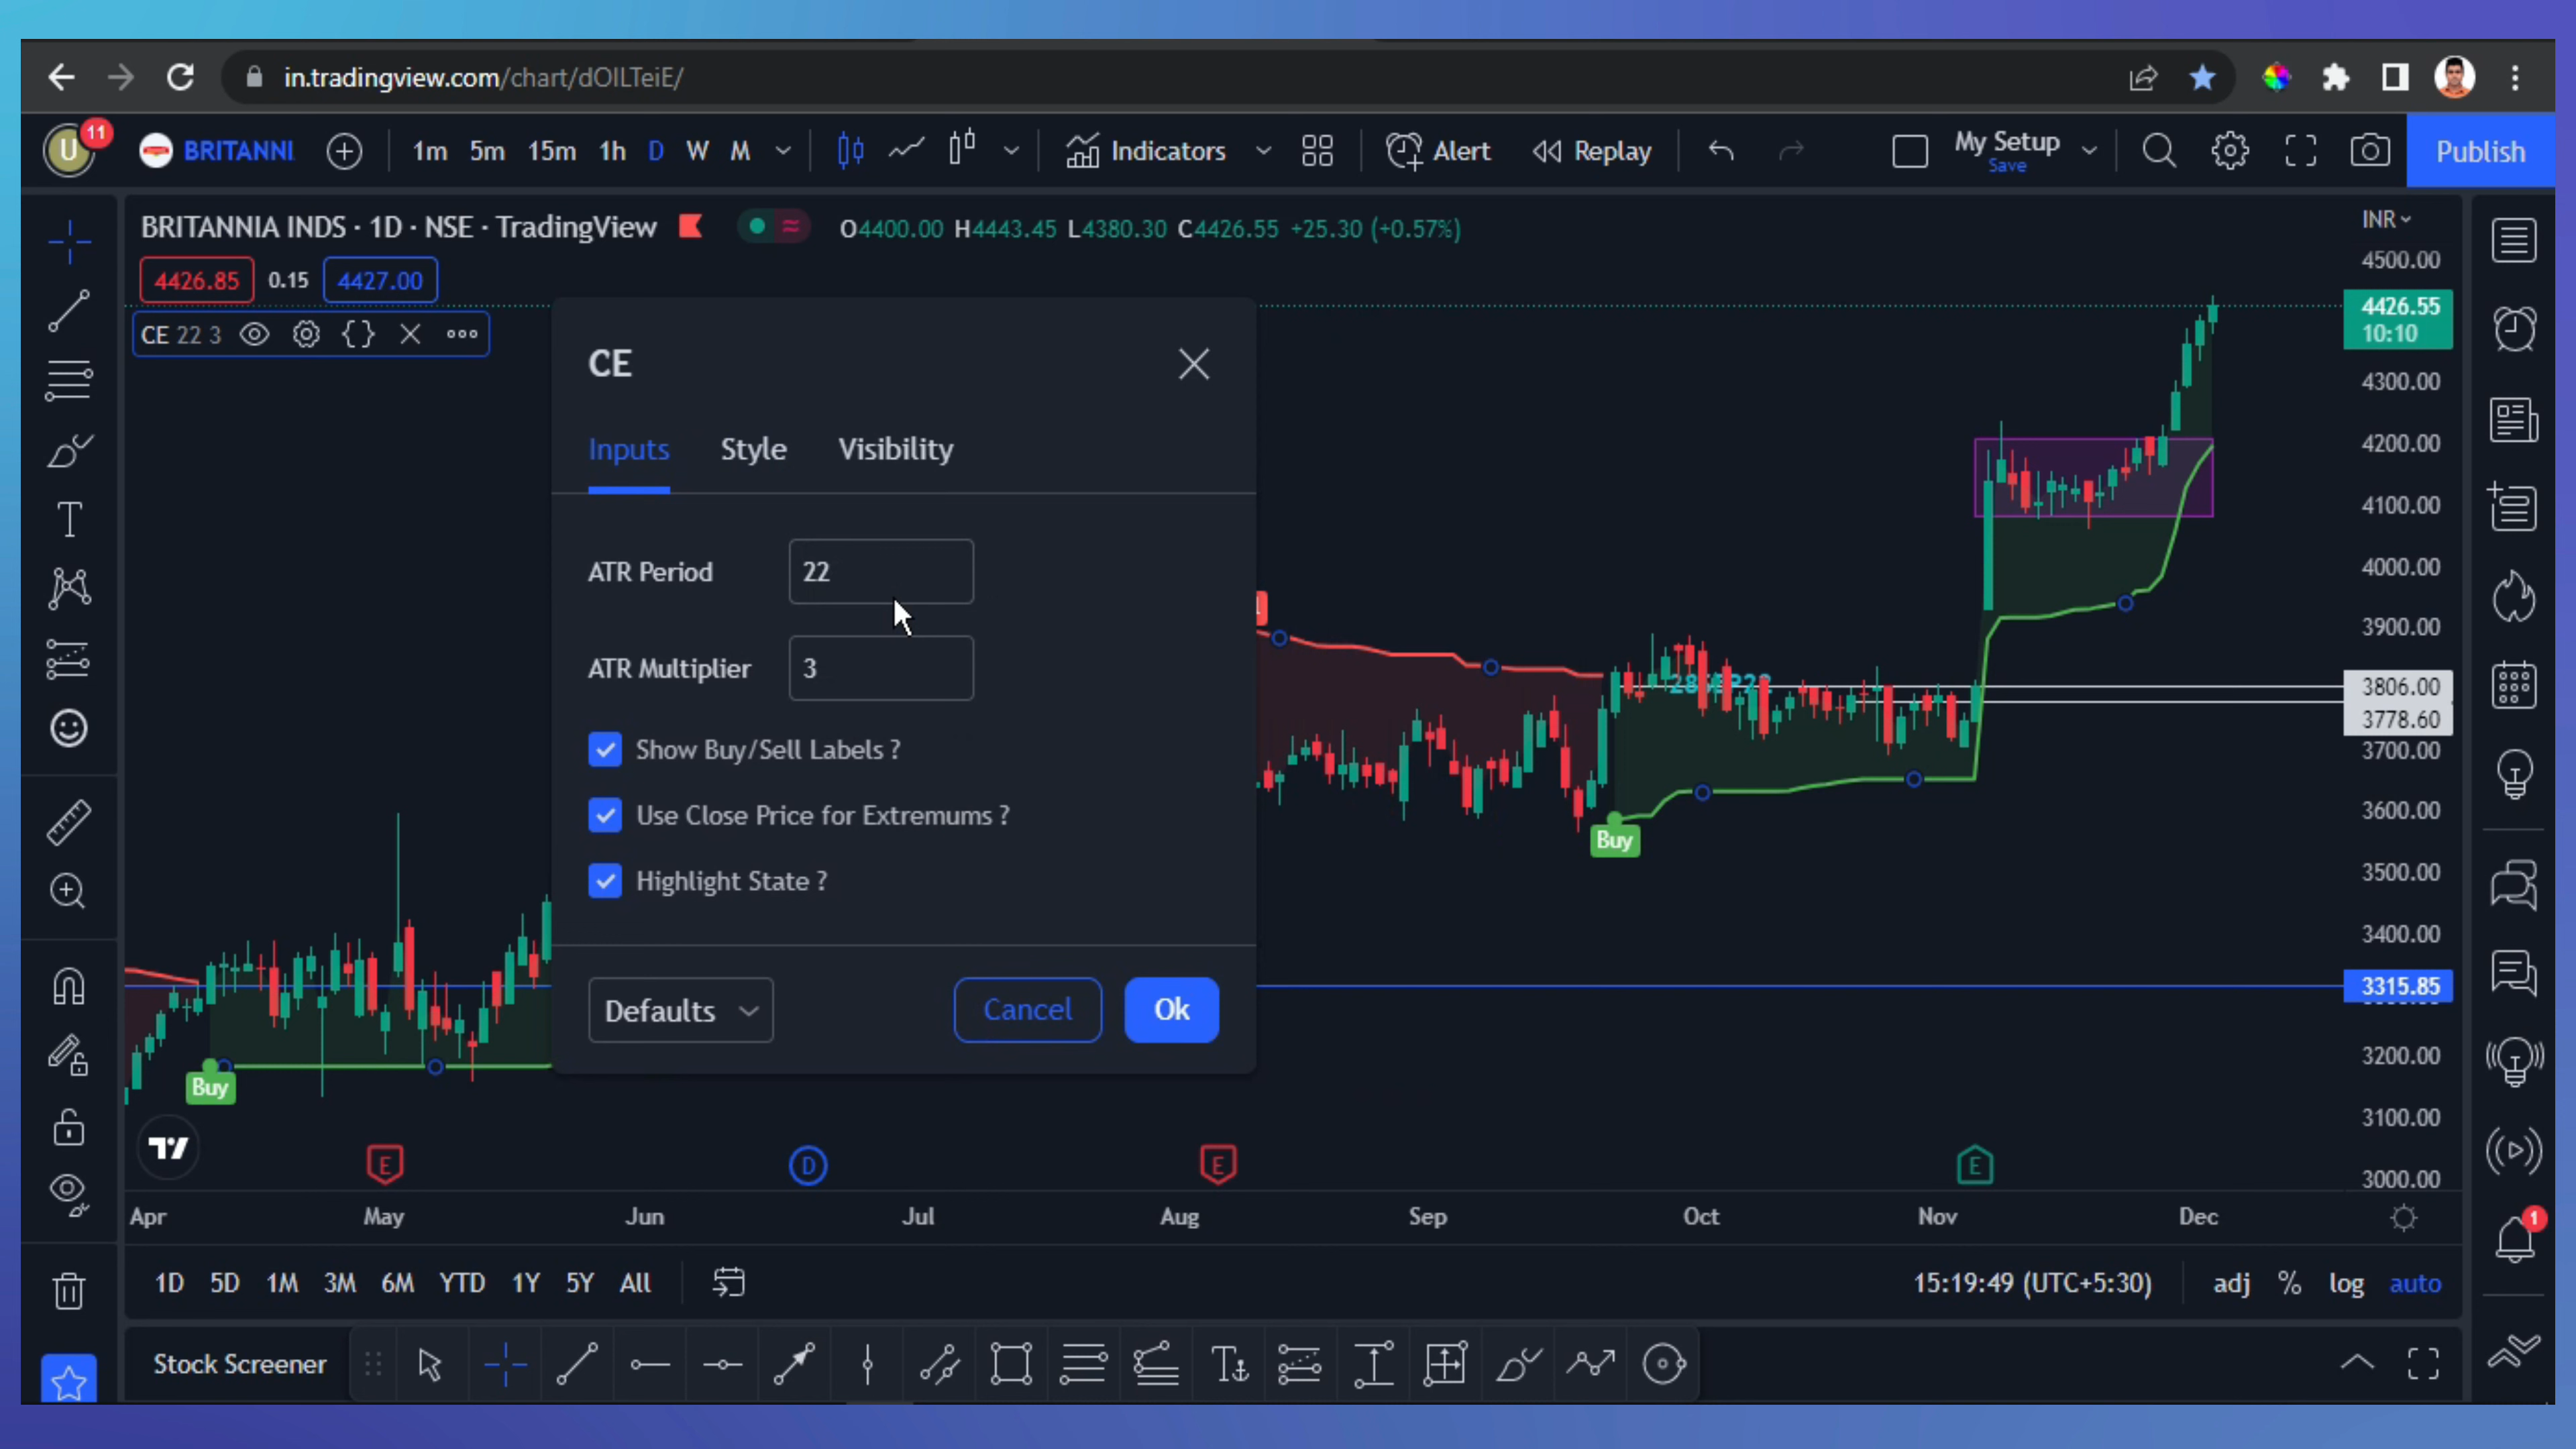 in.tradingview.com/chart/dOILTeiE/
U 11 BRITANNI 1m 5m 15m 1h D W M Indicators Alert Replay My Setup Save Publish
BRITANNIA INDS · 1D · NSE · TradingView O4400.00 H4443.45 L4380.30 C4426.55 +25.30 (+0.57%)
INR
4426.85 0.15 4427.00
CE 22 3
CE
Inputs Style Visibility
ATR Period 22
ATR Multiplier 3
Show Buy/Sell Labels ?
Use Close Price for Extremums ?
Highlight State ?
Defaults Cancel Ok
Buy
Buy
4500.00
4426.55
10:10
4300.00
4200.00
4100.00
4000.00
3900.00
3806.00
3778.60
3700.00
3600.00
3500.00
3400.00
3315.85
3200.00
3100.00
3000.00
E D E E
Apr May Jun Jul Aug Sep Oct Nov Dec
1
1D 5D 1M 3M 6M YTD 1Y 5Y All 15:19:49 (UTC+5:30) adj % log auto
Stock Screener